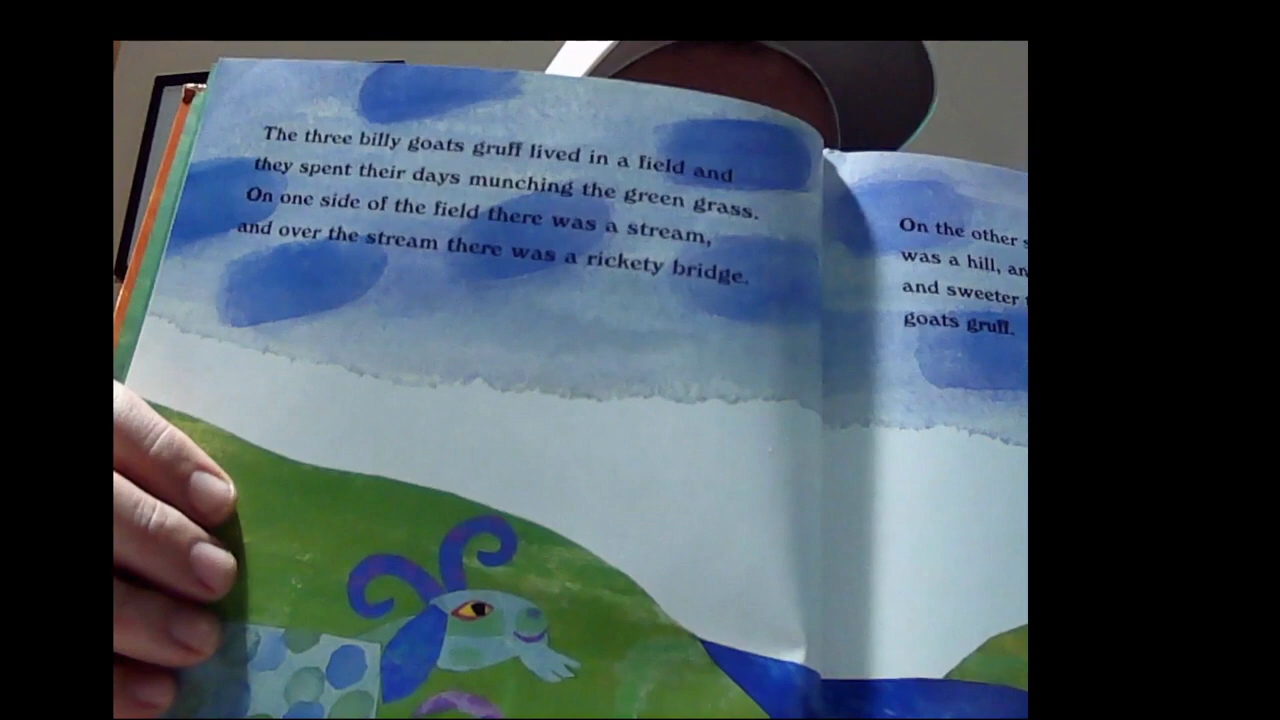 The three billy goats gruff lived in a field and
they spent their days munching the green grass.
On one side of the field there was a stream,
and over the stream there was a rickety bridge.
On the other
was a hill,
and sweeter
goats gruff.